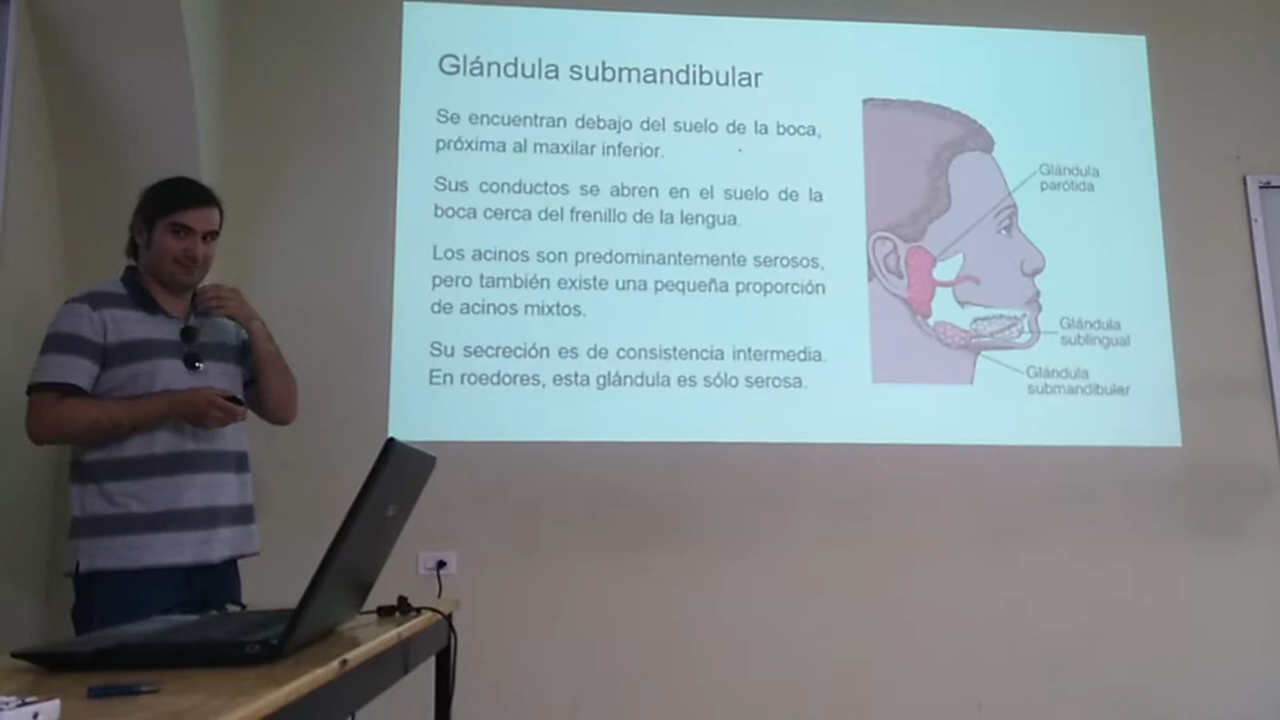 Glándula submandibular
Se encuentran debajo del suelo de la boca,
próxima al maxilar inferior.
Sus conductos se abren en el suelo de la
boca cerca del frenillo de la lengua.
Los acinos son predominantemente serosos,
pero también existe una pequeña proporción
de acinos mixtos.
Su secreción es de consistencia intermedia.
En roedores, esta glándula es sólo serosa.
Glándula
parótida
Glándula
sublingual
Glándula
submandibular